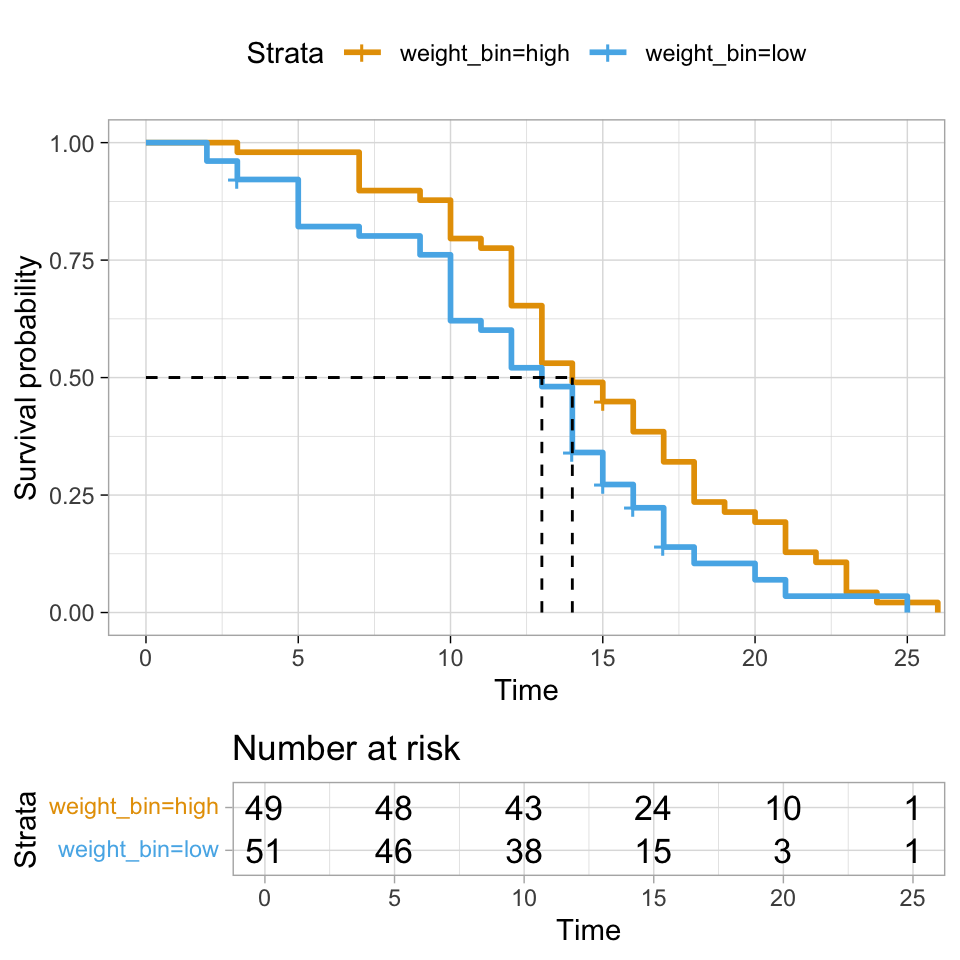 Strata weight_bin=high weight_bin=low
1.00
0.75
0.50
0.25
0.00
Survival probability
0 5 10 15 20 25
Time
Number at risk
Strata
weight_bin=high 49 48 43 24 10 1
weight_bin=low 51 46 38 15 3 1
0 5 10 15 20 25
Time